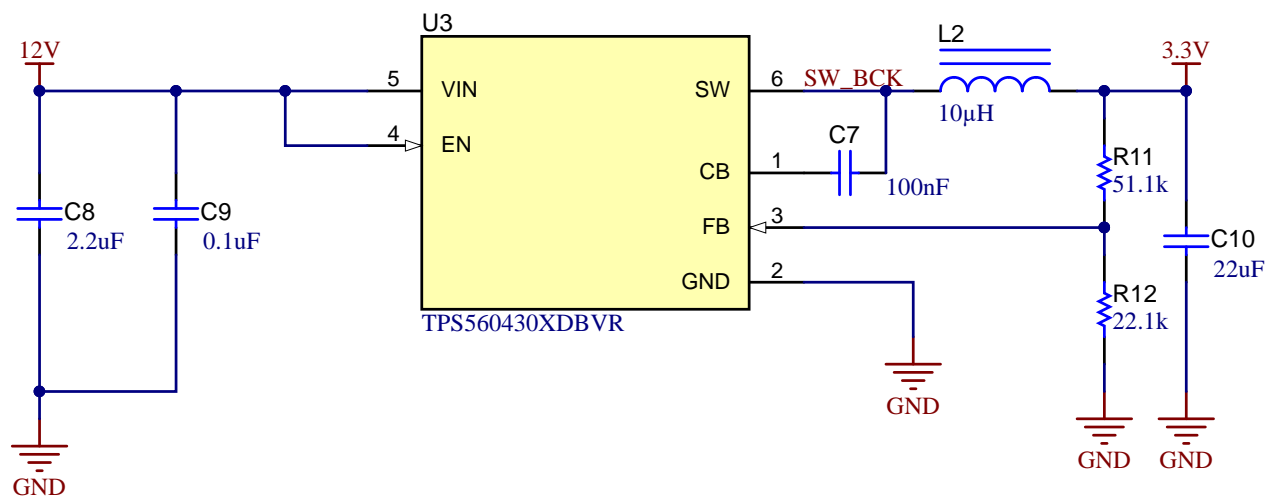 U3
12V
L2
3.3V
5
VIN
SW
6
SW_BCK
10µH
4
EN
C7
1
CB
100nF
R11
51.1k
C8
2.2uF
C9
0.1uF
FB
3
C10
22uF
GND
2
R12
22.1k
TPS560430XDBVR
GND
GND
GND
GND